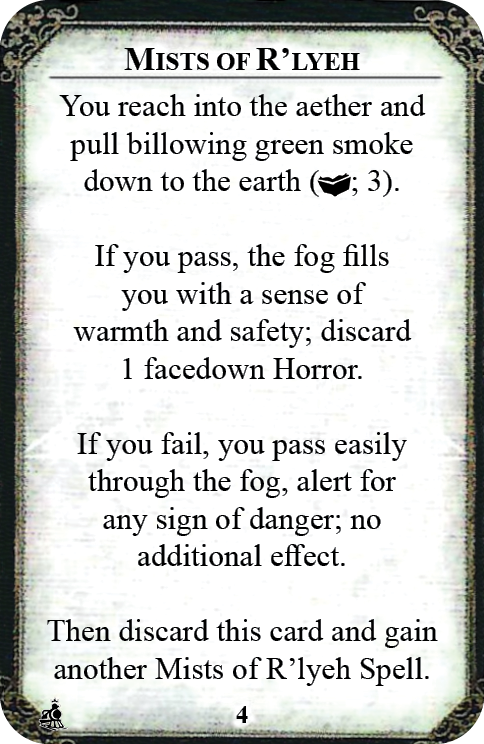 MISTS OF R’LYEH
You reach into the aether and
pull billowing green smoke
down to the earth (; 3).
If you pass, the fog fills
you with a sense of
warmth and safety; discard
1 facedown Horror.
If you fail, you pass easily
through the fog, alert for
any sign of danger; no
additional effect.
Then discard this card and gain
another Mists of R’lyeh Spell.
4